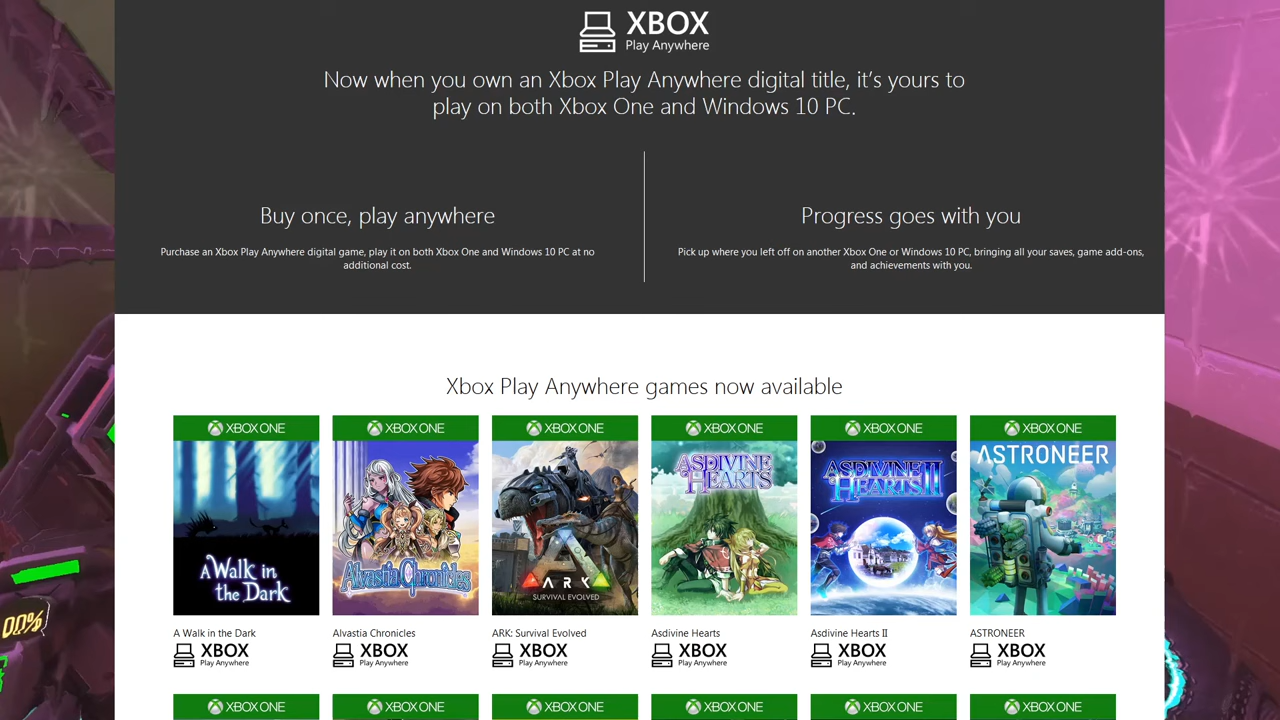 XBOX
Play Anywhere
Now when you own an Xbox Play Anywhere digital title, it’s yours to
play on both Xbox One and Windows 10 PC.
Buy once, play anywhere
Purchase an Xbox Play Anywhere digital game, play it on both Xbox One and Windows 10 PC at no
additional cost.
Progress goes with you
Pick up where you left off on another Xbox One or Windows 10 PC, bringing all your saves, game add-ons,
and achievements with you.
Xbox Play Anywhere games now available
XBOX ONE
XBOX ONE
XBOX ONE
XBOX ONE
XBOX ONE
XBOX ONE
A Walk in
the Dark
Alvastia Chronicles
ARK
SURVIVAL EVOLVED
ASDIVINE
HEARTS
ASDIVINE
HEARTS II
ASTRONEER
A Walk in the Dark
Alvastia Chronicles
ARK: Survival Evolved
Asdivine Hearts
Asdivine Hearts II
ASTRONEER
XBOX
Play Anywhere
XBOX
Play Anywhere
XBOX
Play Anywhere
XBOX
Play Anywhere
XBOX
Play Anywhere
XBOX
Play Anywhere
XBOX ONE
XBOX ONE
XBOX ONE
XBOX ONE
XBOX ONE
XBOX ONE
00%